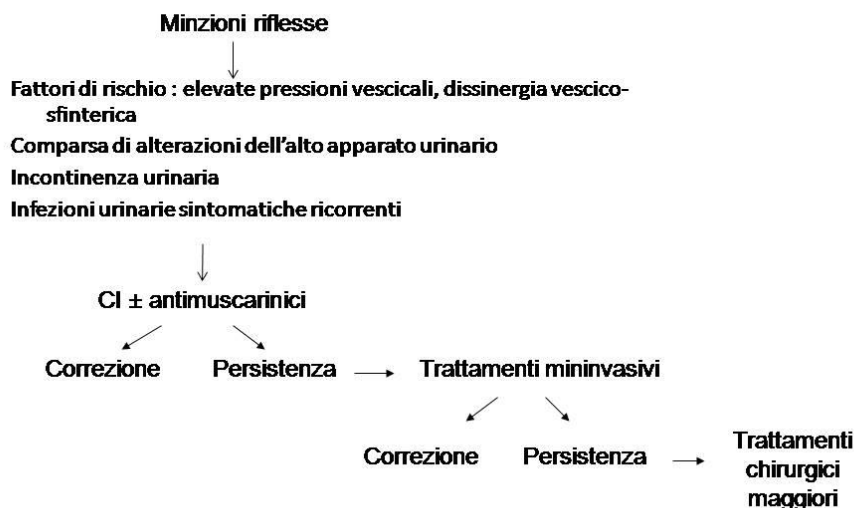 Minzioni riflesse
Fattori di rischio : elevate pressioni vescicali, dissinergia vescico-
sfinterica
Comparsa di alterazioni dell'alto apparato urinario
Incontinenza urinaria
Infezioni urinarie sintomatiche ricorrenti
CI ± antimuscarinici
Correzione Persistenza Trattamenti mininvasivi
Correzione Persistenza Trattamenti
chirurgici
maggiori